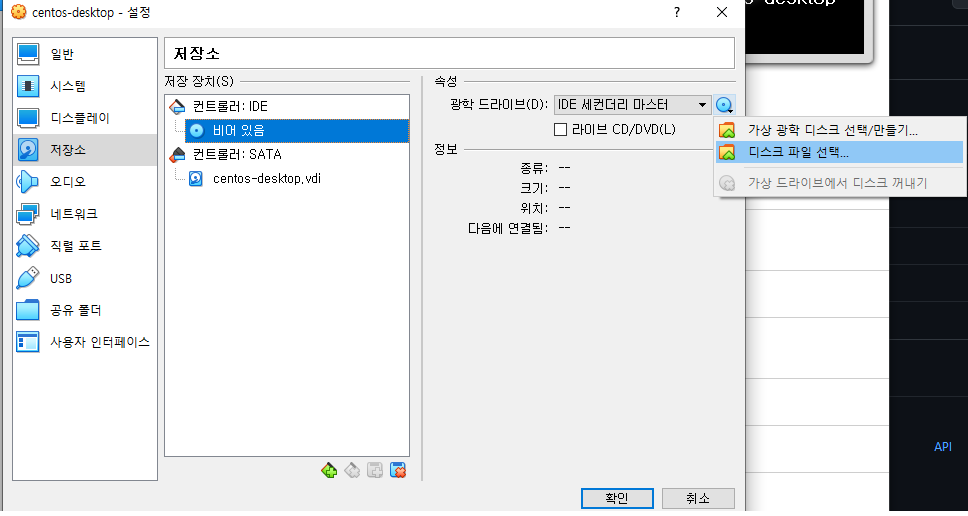 centos-desktop - 설정
?
일반
시스템
디스플레이
저장소
오디오
네트워크
직렬 포트
USB
공유 폴더
사용자 인터페이스
저장소
저장 장치(S)
컨트롤러: IDE
비어 있음
컨트롤러: SATA
centos-desktop.vdi
속성
광학 드라이브(D): IDE 세컨더리 마스터
라이브 CD/DVD(L)
정보
종류: --
크기: --
위치: --
다음에 연결됨: --
가상 광학 디스크 선택/만들기...
디스크 파일 선택...
가상 드라이브에서 디스크 꺼내기
확인
취소
API